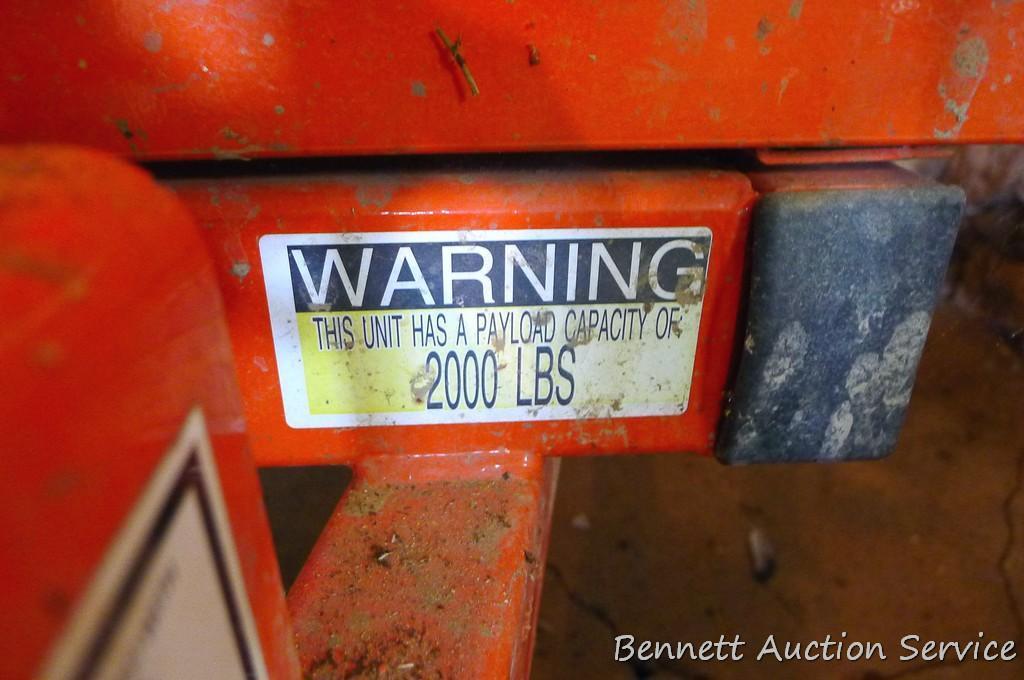 WARNING
THIS UNIT HAS A PAYLOAD CAPACITY OF:
2000 LBS
Bennett Auction Service